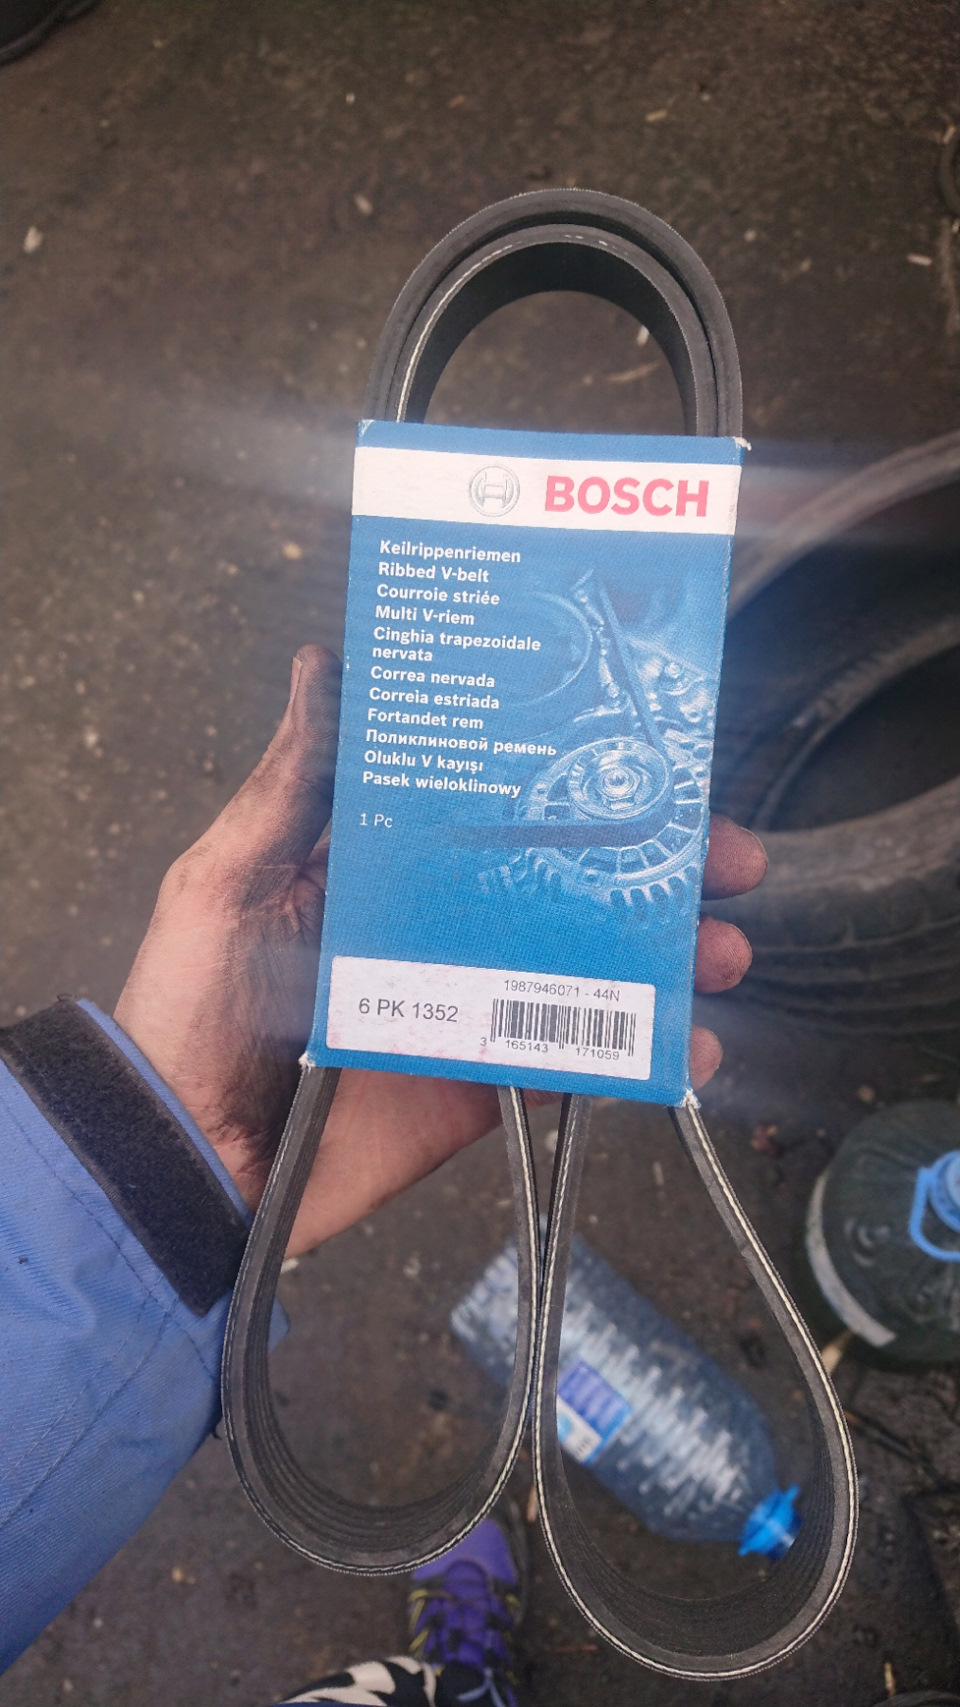 BOSCH
Keilrippenriemen
Ribbed V-belt
Courroie striée
Multi V-riem
Cinghia trapezoidale
nervata
Correa nervada
Correia estriada
Fortandet rem
Поликлиновой ремень
Oluklu V kayışı
Pasek wieloklinowy
1 Pc
1987946071 - 44N
6 PK 1352
3 165143 171059